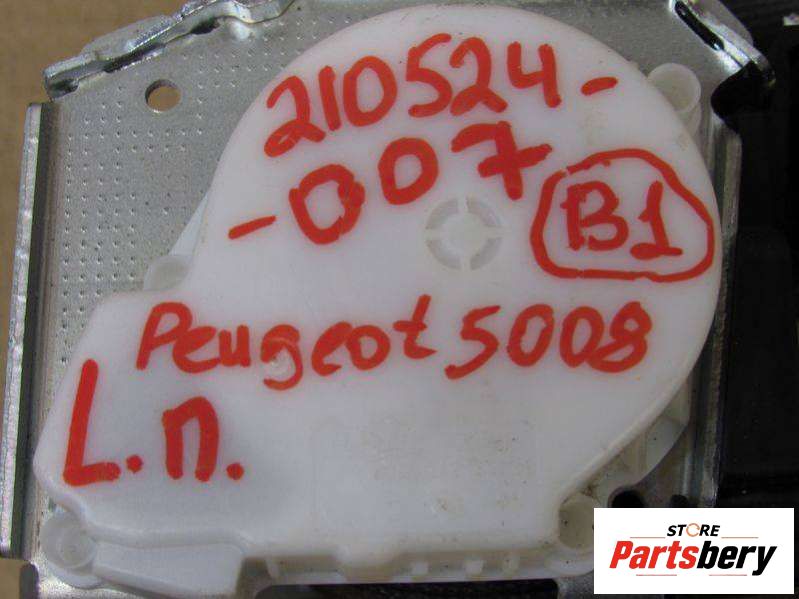 210524-
-007
B1
Peugeot 5008
L.п.
STORE
Partsbery